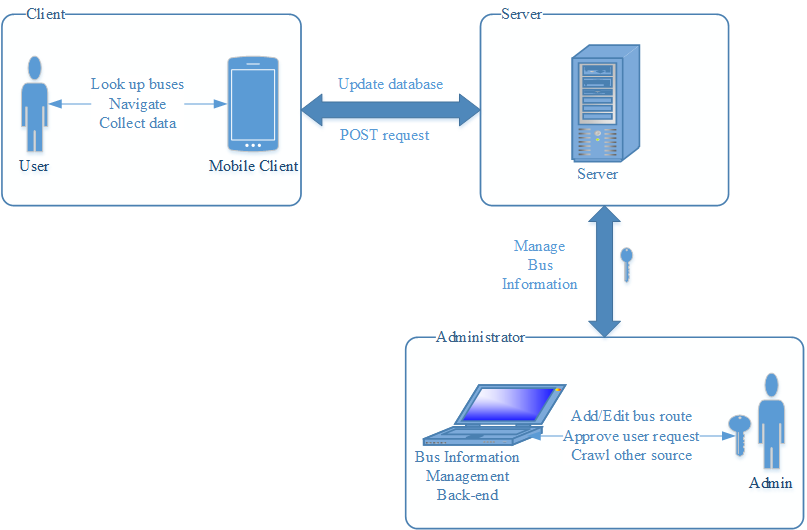 Client
Look up buses
Navigate
Collect data
User
Mobile Client
Update database
POST request
Server
Server
Manage
Bus
Information
Administrator
Bus Information
Management
Back-end
Add/Edit bus route
Approve user request
Crawl other source
Admin